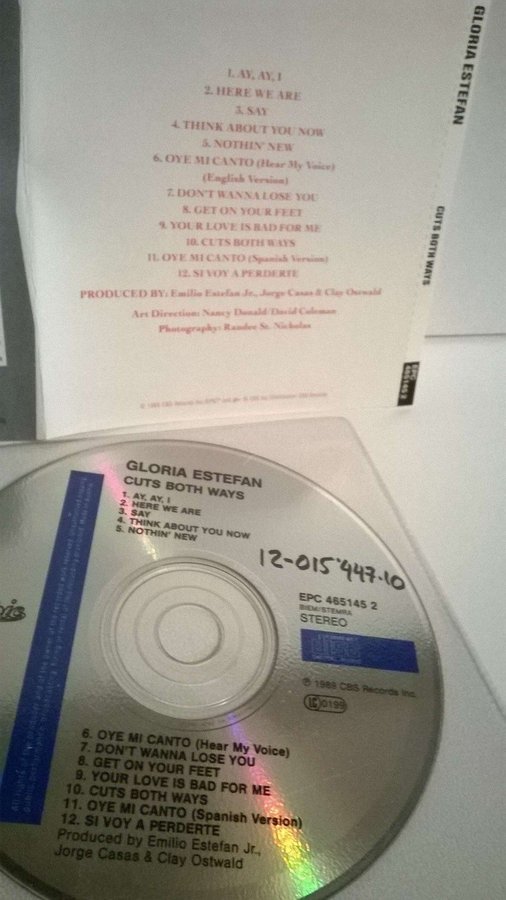 1. AY, AY, I
2. HERE WE ARE
3. SAY
4. THINK ABOUT YOU NOW
5. NOTHIN' NEW
6. OYE MI CANTO (Hear My Voice)
(English Version)
7. DON'T WANNA LOSE YOU
8. GET ON YOUR FEET
9. YOUR LOVE IS BAD FOR ME
10. CUTS BOTH WAYS
11. OYE MI CANTO (Spanish Version)
12. SI VOY A PERDERTE
PRODUCED BY: Emilio Estefan Jr., Jorge Casas & Clay Ostwald
Art Direction: Nancy Donald/David Coleman
Photography: Randee St. Nicholas
GLORIA ESTEFAN
CUTS BOTH WAYS
EPC
465145 2
GLORIA ESTEFAN
CUTS BOTH WAYS
1. AY, AY, I
2. HERE WE ARE
3. SAY
4. THINK ABOUT YOU NOW
5. NOTHIN' NEW
12-015'447-10
EPC 465145 2
BIEM/STEMRA
STEREO
℗ 1989 CBS Records Inc.
LC 0199
6. OYE MI CANTO (Hear My Voice)
7. DON'T WANNA LOSE YOU
8. GET ON YOUR FEET
9. YOUR LOVE IS BAD FOR ME
10. CUTS BOTH WAYS
11. OYE MI CANTO (Spanish Version)
12. SI VOY A PERDERTE
Produced by Emilio Estefan Jr.,
Jorge Casas & Clay Ostwald